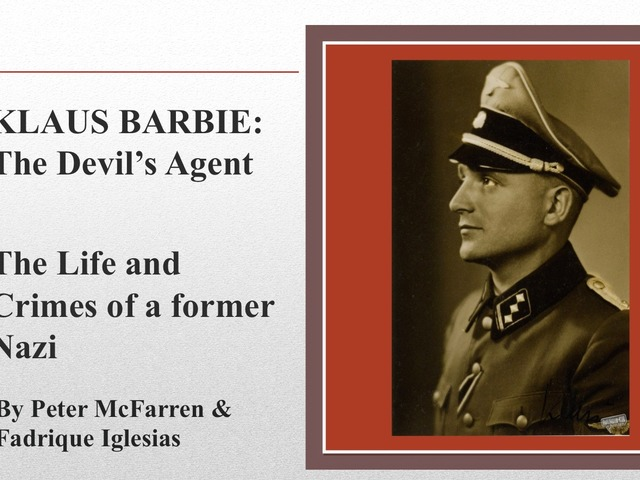 KLAUS BARBIE:
The Devil’s Agent
The Life and
Crimes of a former
Nazi
By Peter McFarren &
Fadrique Iglesias